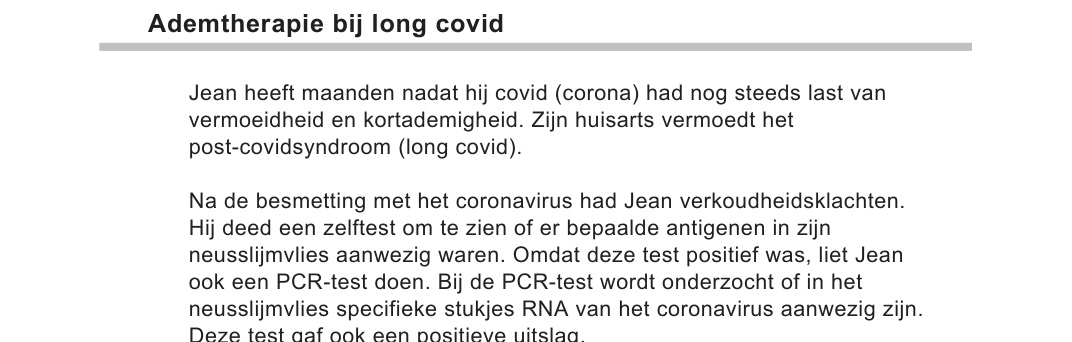 Ademtherapie bij long covid
Jean heeft maanden nadat hij covid (corona) had nog steeds last van
vermoeidheid en kortademigheid. Zijn huisarts vermoedt het
post-covidsyndroom (long covid).
Na de besmetting met het coronavirus had Jean verkoudheidsklachten.
Hij deed een zelftest om te zien of er bepaalde antigenen in zijn
neusslijmvlies aanwezig waren. Omdat deze test positief was, liet Jean
ook een PCR-test doen. Bij de PCR-test wordt onderzocht of in het
neusslijmvlies specifieke stukjes RNA van het coronavirus aanwezig zijn.
Deze test gaf ook een positieve uitslag.